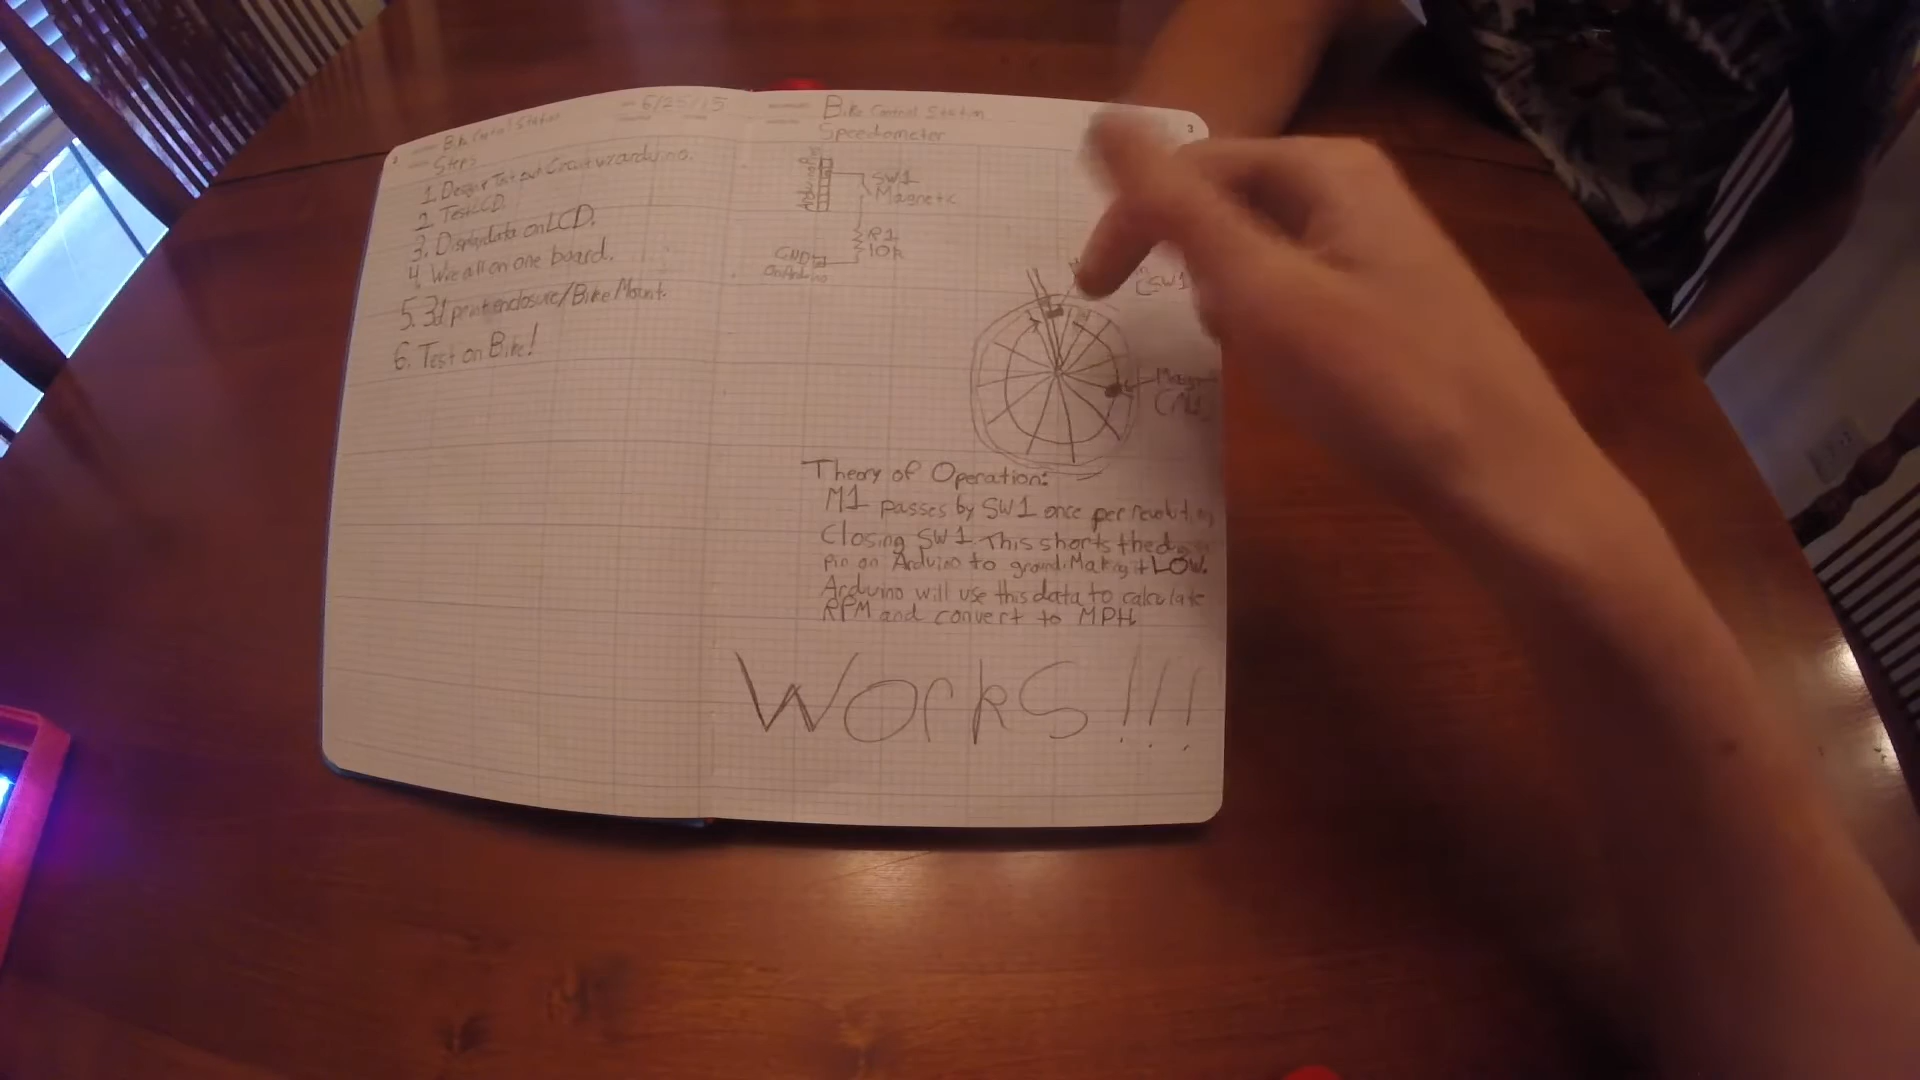 2
Bike Control Station
6/25/15
Steps
1. Design + Test out Circuit w/ arduino.
2. Test LCD.
3. Display data on LCD.
4. Wire all on one board.
5. 3d print enclosure/Bike Mount.
6. Test on Bike!
Bike Control Station
3
Speedometer
Arduino
SW1
Magnetic
R1
10k
GND
On Arduino
(SW1
Theory of Operation:
M1 passes by SW1 once per revolution
Closing SW1. This shorts the
pin on Arduino to ground. Making it LOW.
Arduino will use this data to calculate
RPM and convert to MPH.
Works!!!